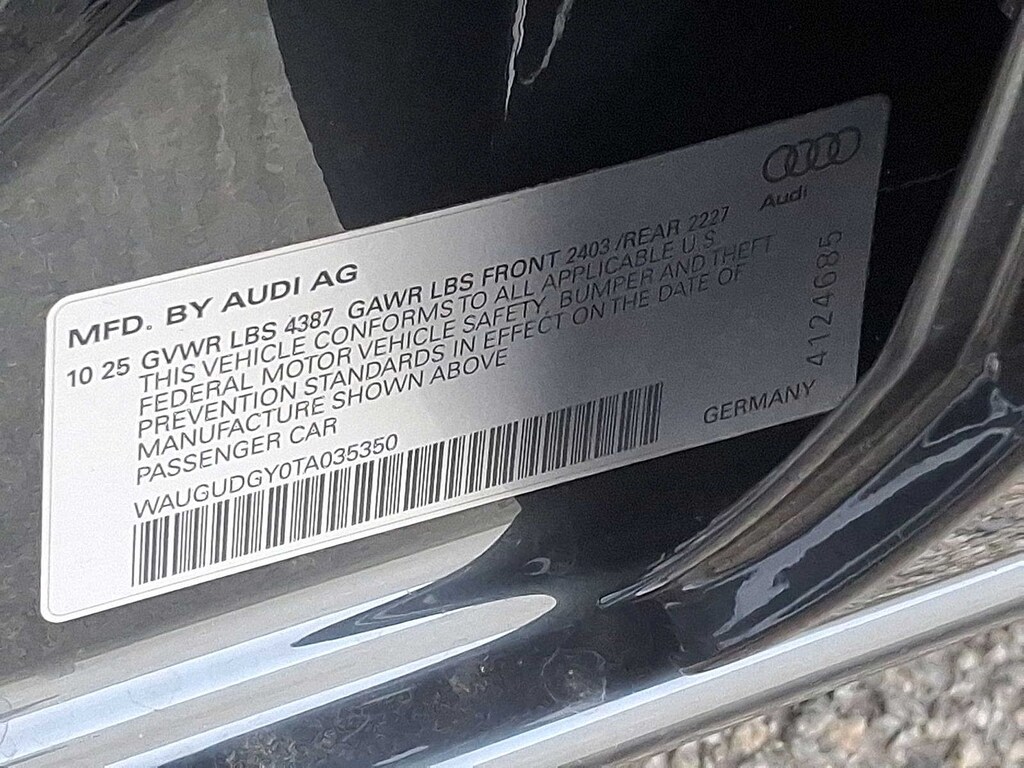 Audi
MFD. BY AUDI AG
10 25 GVWR LBS 4387 GAWR LBS FRONT 2403 /REAR 2227
THIS VEHICLE CONFORMS TO ALL APPLICABLE U.S
FEDERAL MOTOR VEHICLE SAFETY, BUMPER AND THEFT
PREVENTION STANDARDS IN EFFECT ON THE DATE OF
MANUFACTURE SHOWN ABOVE
PASSENGER CAR
WAUGUDGY0TA035350
GERMANY
4124685